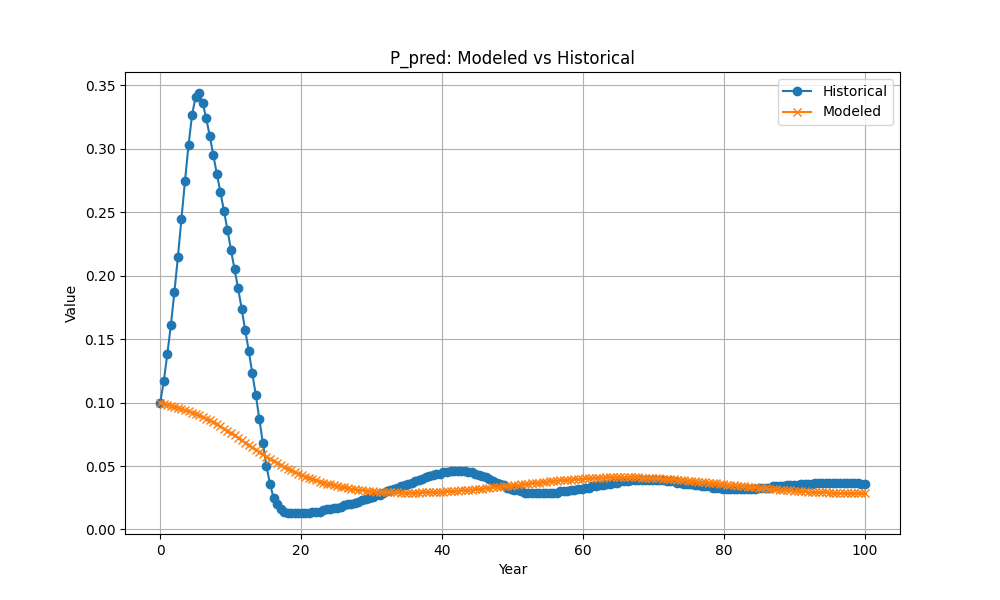 P_pred: Modeled vs Historical
Historical
Modeled
Value
0.35
0.30
0.25
0.20
0.15
0.10
0.05
0.00
0 20 40 60 80 100
Year